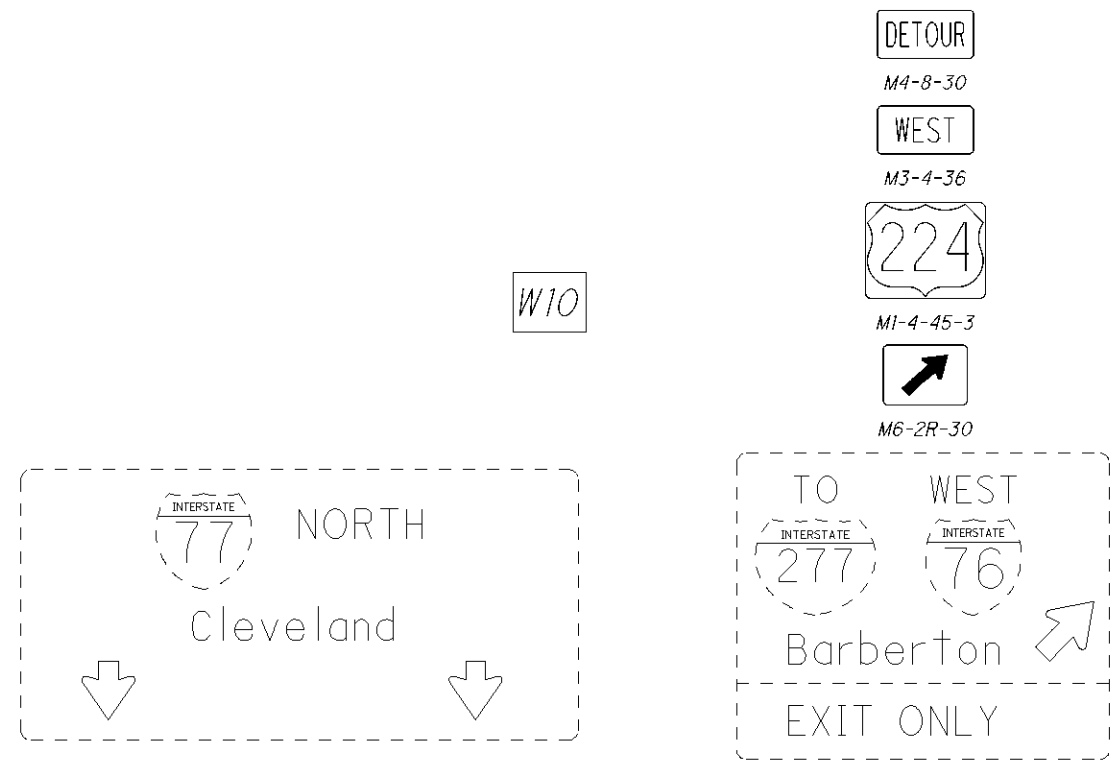 DETOUR
M4-8-30
WEST
M3-4-36
224
M1-4-45-3
W10
M6-2R-30
INTERSTATE
77
NORTH
Cleveland
TO WEST
INTERSTATE INTERSTATE
277 76
Barberton
EXIT ONLY